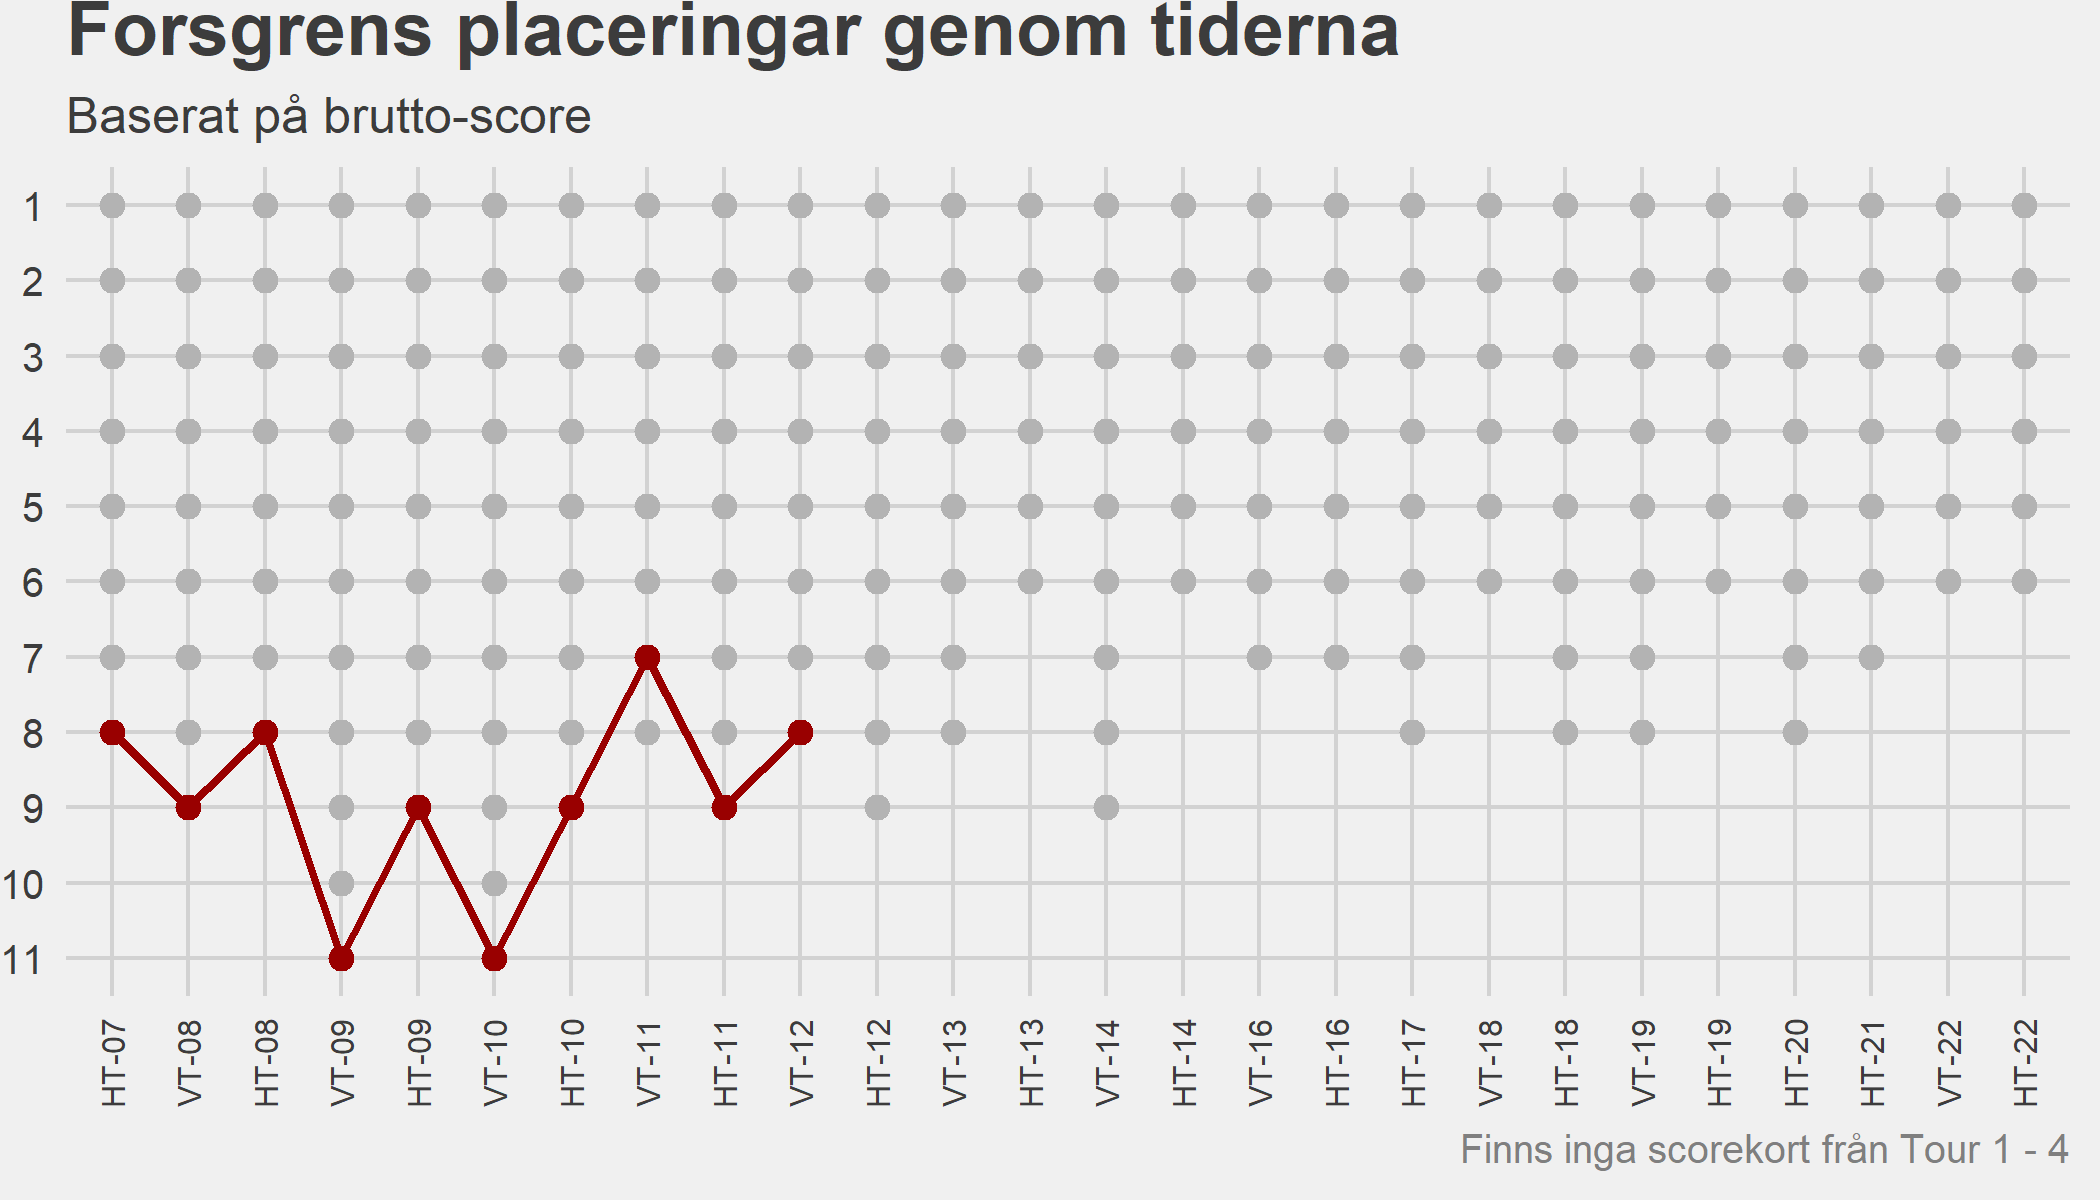 Forsgrens placeringar genom tiderna
Baserat på brutto-score
1
2
3
4
5
6
7
8
9
10
11
HT-07
VT-08
HT-08
VT-09
HT-09
VT-10
HT-10
VT-11
HT-11
VT-12
HT-12
VT-13
HT-13
VT-14
HT-14
VT-16
HT-16
HT-17
VT-18
HT-18
VT-19
HT-19
HT-20
HT-21
VT-22
HT-22
Finns inga scorekort från Tour 1 - 4